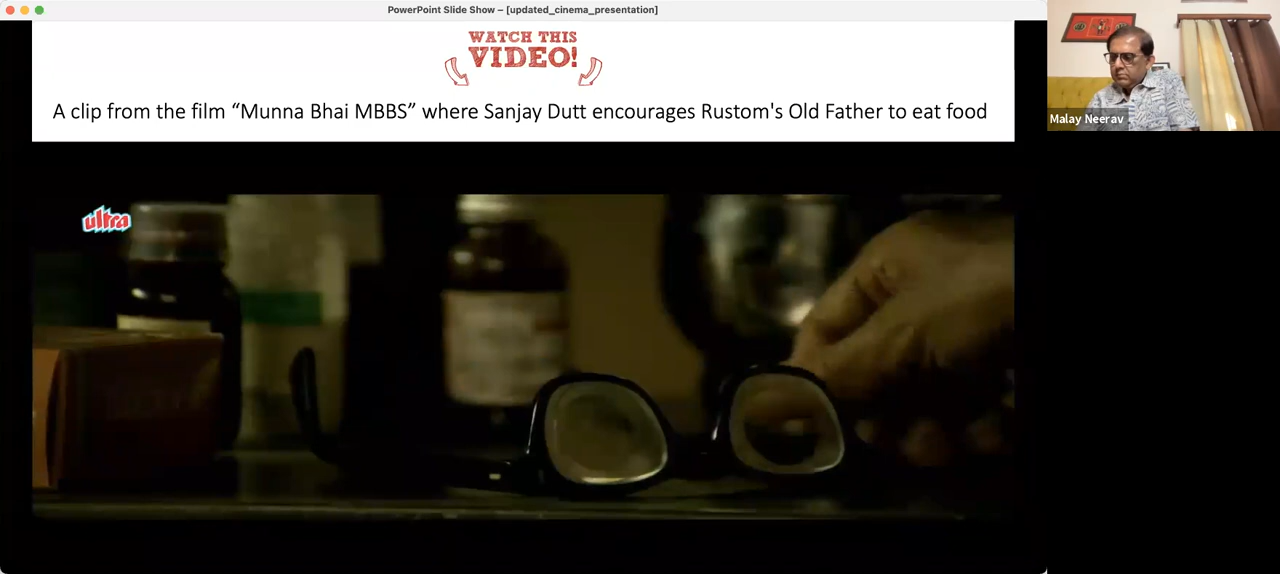 PowerPoint Slide Show – [updated_cinema_presentation]
WATCH THIS
VIDEO!
A clip from the film “Munna Bhai MBBS” where Sanjay Dutt encourages Rustom's Old Father to eat food
ultra
Malay Neerav